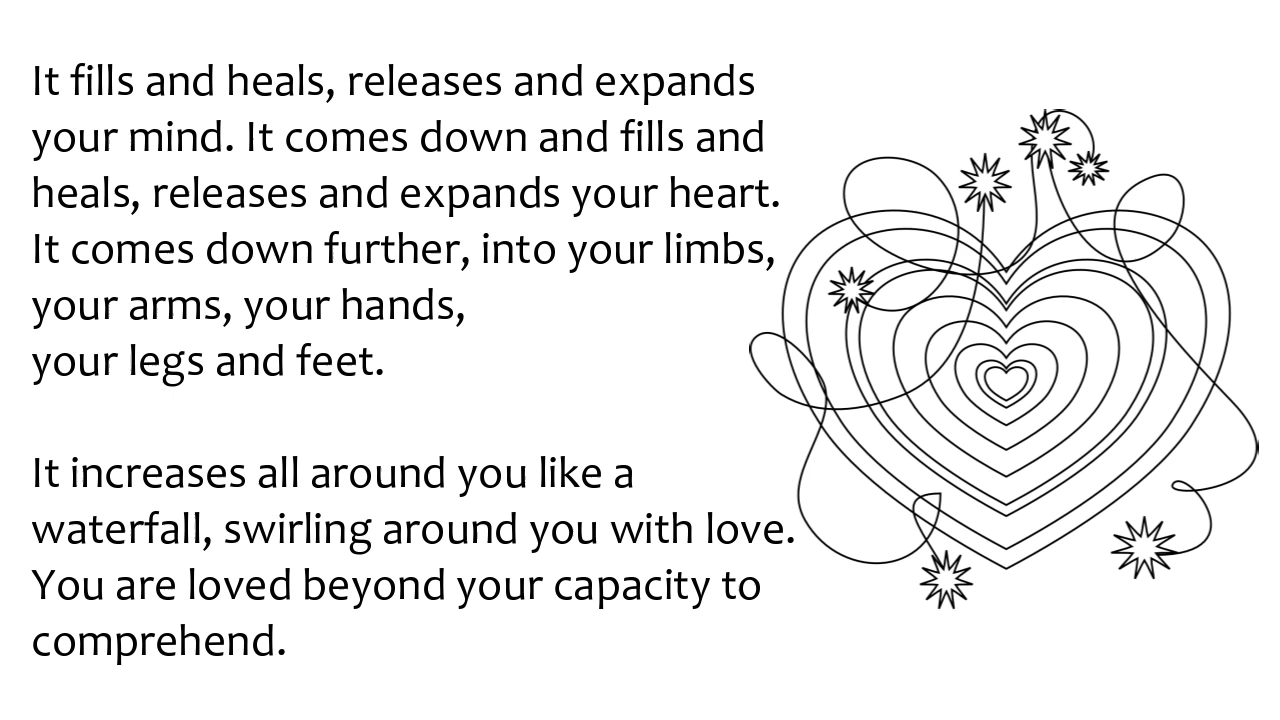 It fills and heals, releases and expands
your mind. It comes down and fills and
heals, releases and expands your heart.
It comes down further, into your limbs,
your arms, your hands,
your legs and feet.
It increases all around you like a
waterfall, swirling around you with love.
You are loved beyond your capacity to
comprehend.